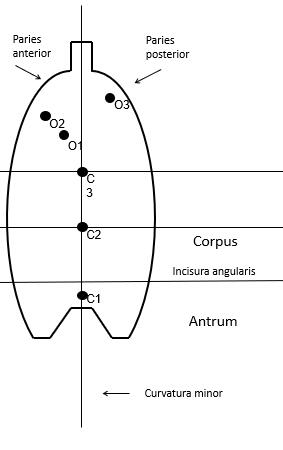 Paries
anterior
Paries
posterior
O3
O2
O1
C
3
C2
Corpus
Incisura angularis
C1
Antrum
Curvatura minor